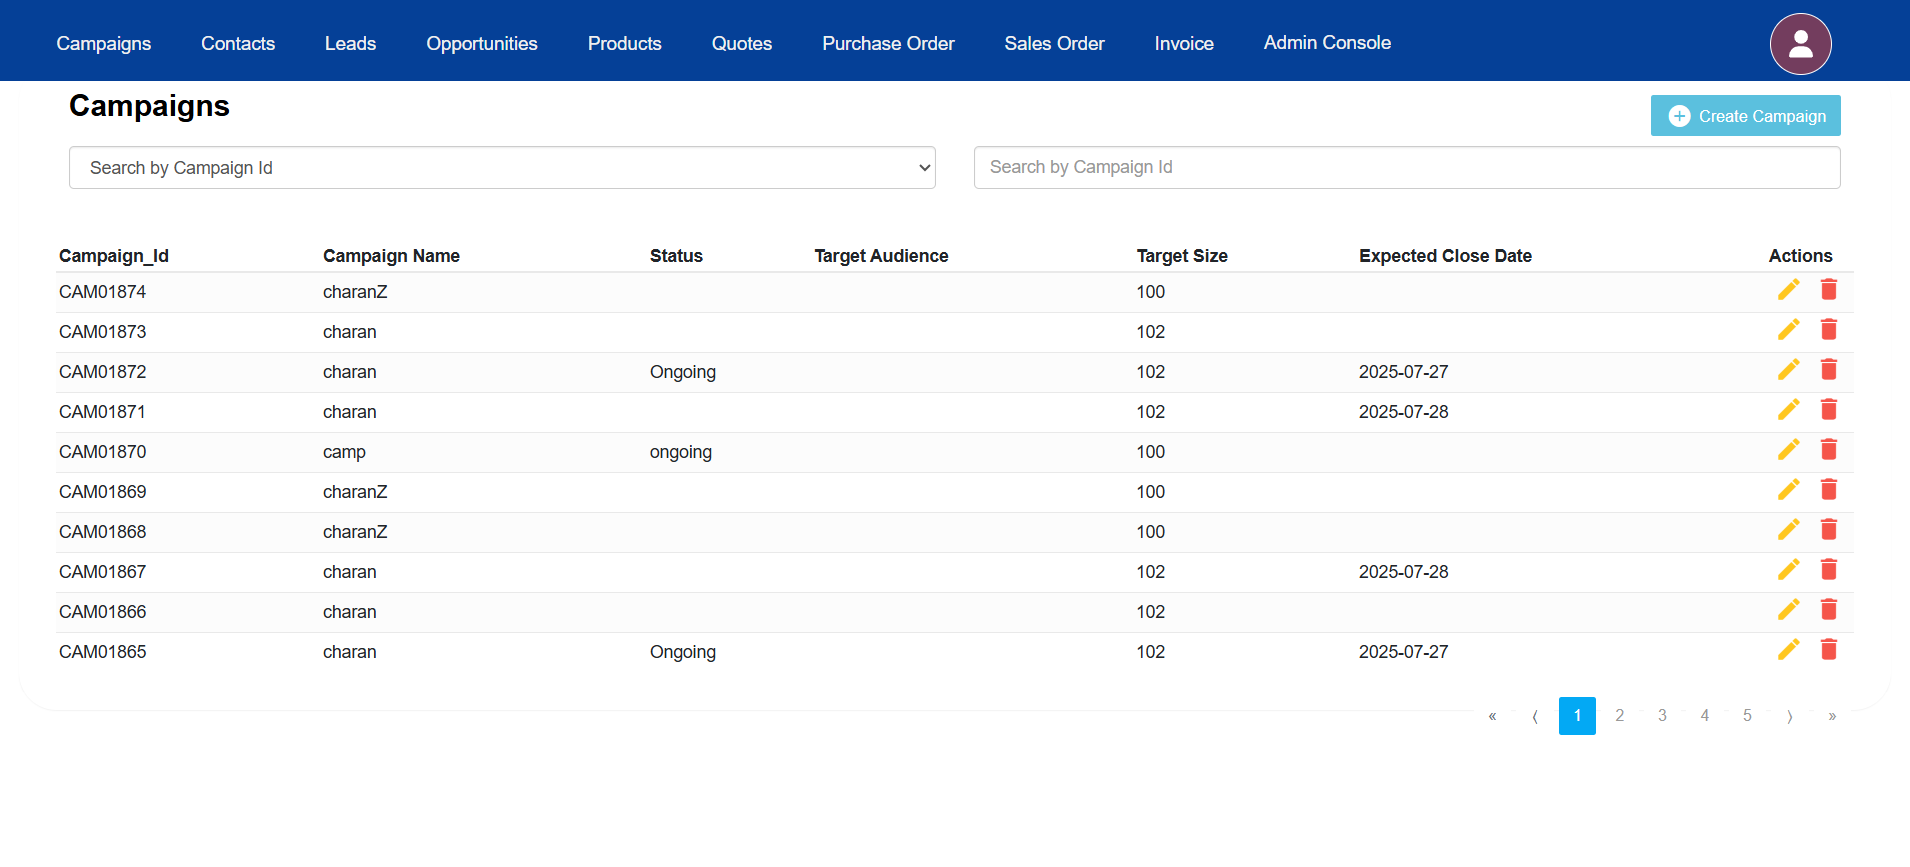 Campaigns Contacts Leads Opportunities Products Quotes Purchase Order Sales Order Invoice Admin Console
Campaigns
Create Campaign
Search by Campaign Id Search by Campaign Id
Campaign_Id Campaign Name Status Target Audience Target Size Expected Close Date Actions
CAM01874 charanZ 100
CAM01873 charan 102
CAM01872 charan Ongoing 102 2025-07-27
CAM01871 charan 102 2025-07-28
CAM01870 camp ongoing 100
CAM01869 charanZ 100
CAM01868 charanZ 100
CAM01867 charan 102 2025-07-28
CAM01866 charan 102
CAM01865 charan Ongoing 102 2025-07-27
« ⟨ 1 2 3 4 5 ⟩ »